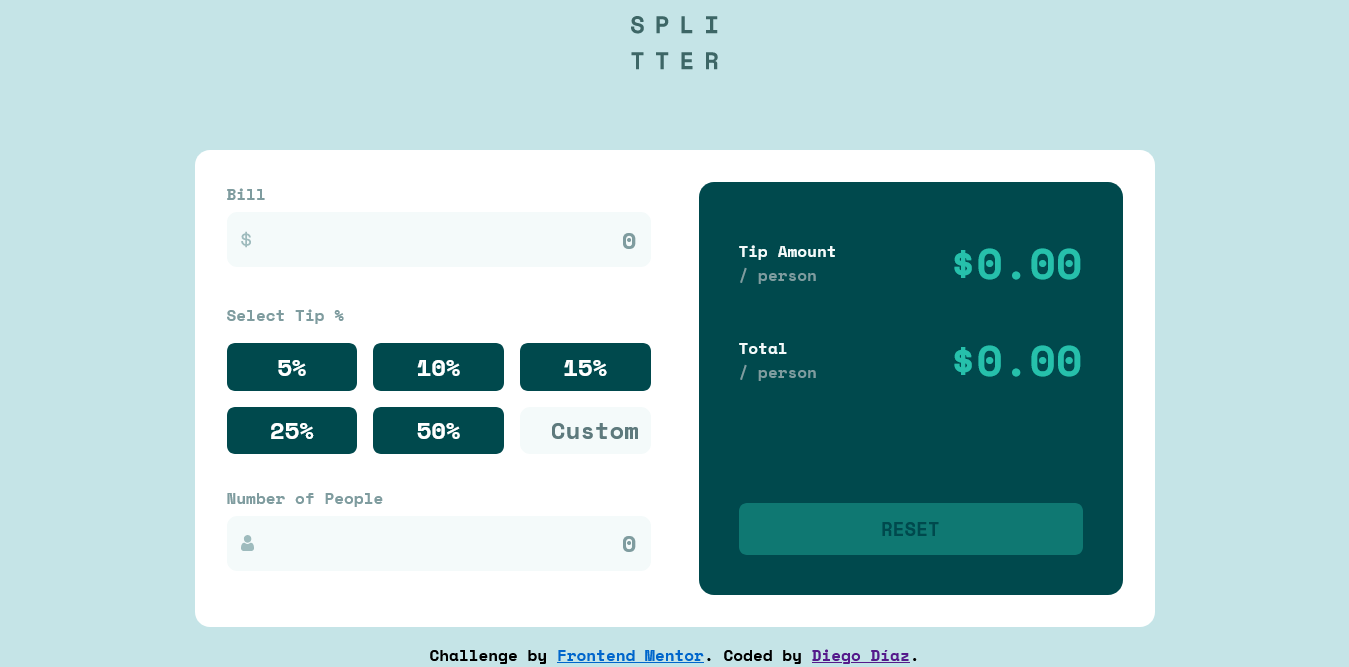 SPLI
TTER
Bill
$ 0
Select Tip %
5% 10% 15%
25% 50% Custom
Number of People
0
Tip Amount
/ person
$0.00
Total
/ person
$0.00
RESET
Challenge by Frontend Mentor. Coded by Diego Díaz.